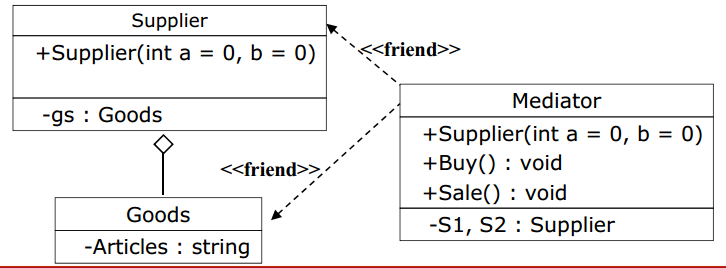 Supplier
+Supplier(int a = 0, b = 0)
-gs : Goods
<<friend>>
Mediator
+Supplier(int a = 0, b = 0)
+Buy() : void
+Sale() : void
-S1, S2 : Supplier
<<friend>>
Goods
-Articles : string